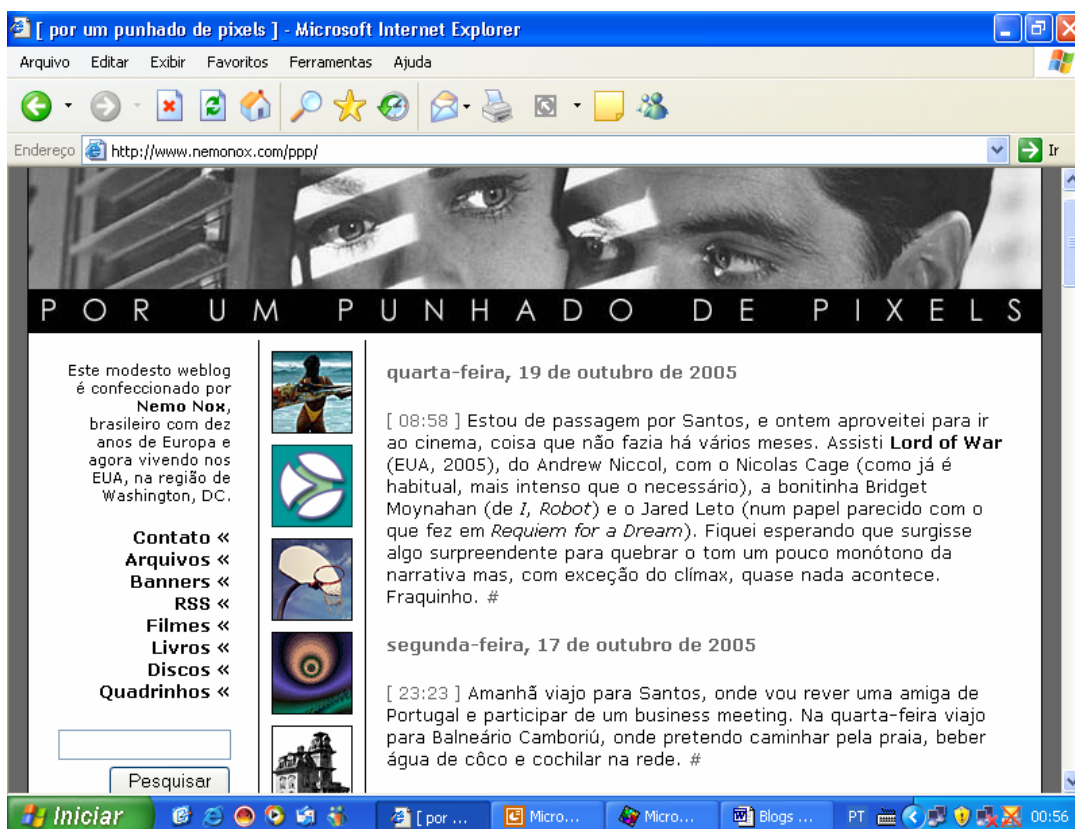 [ por um punhado de pixels ] - Microsoft Internet Explorer
Arquivo Editar Exibir Favoritos Ferramentas Ajuda
Endereço http://www.nemonox.com/ppp/ Ir
POR UM PUNHADO DE PIXELS
Este modesto weblog
é confeccionado por
Nemo Nox,
brasileiro com dez
anos de Europa e
agora vivendo nos
EUA, na região de
Washington, DC.
Contato «
Arquivos «
Banners «
RSS «
Filmes «
Livros «
Discos «
Quadrinhos «
Pesquisar
quarta-feira, 19 de outubro de 2005
[ 08:58 ] Estou de passagem por Santos, e ontem aproveitei para ir
ao cinema, coisa que não fazia há vários meses. Assisti Lord of War
(EUA, 2005), do Andrew Niccol, com o Nicolas Cage (como já é
habitual, mais intenso que o necessário), a bonitinha Bridget
Moynahan (de I, Robot) e o Jared Leto (num papel parecido com o
que fez em Requiem for a Dream). Fiquei esperando que surgisse
algo surpreendente para quebrar o tom um pouco monótono da
narrativa mas, com exceção do clímax, quase nada acontece.
Fraquinho. #
segunda-feira, 17 de outubro de 2005
[ 23:23 ] Amanhã viajo para Santos, onde vou rever uma amiga de
Portugal e participar de um business meeting. Na quarta-feira viajo
para Balneário Camboriú, onde pretendo caminhar pela praia, beber
água de côco e cochilar na rede. #
Iniciar [ por ... Micro... Micro... Blogs ... PT 00:56